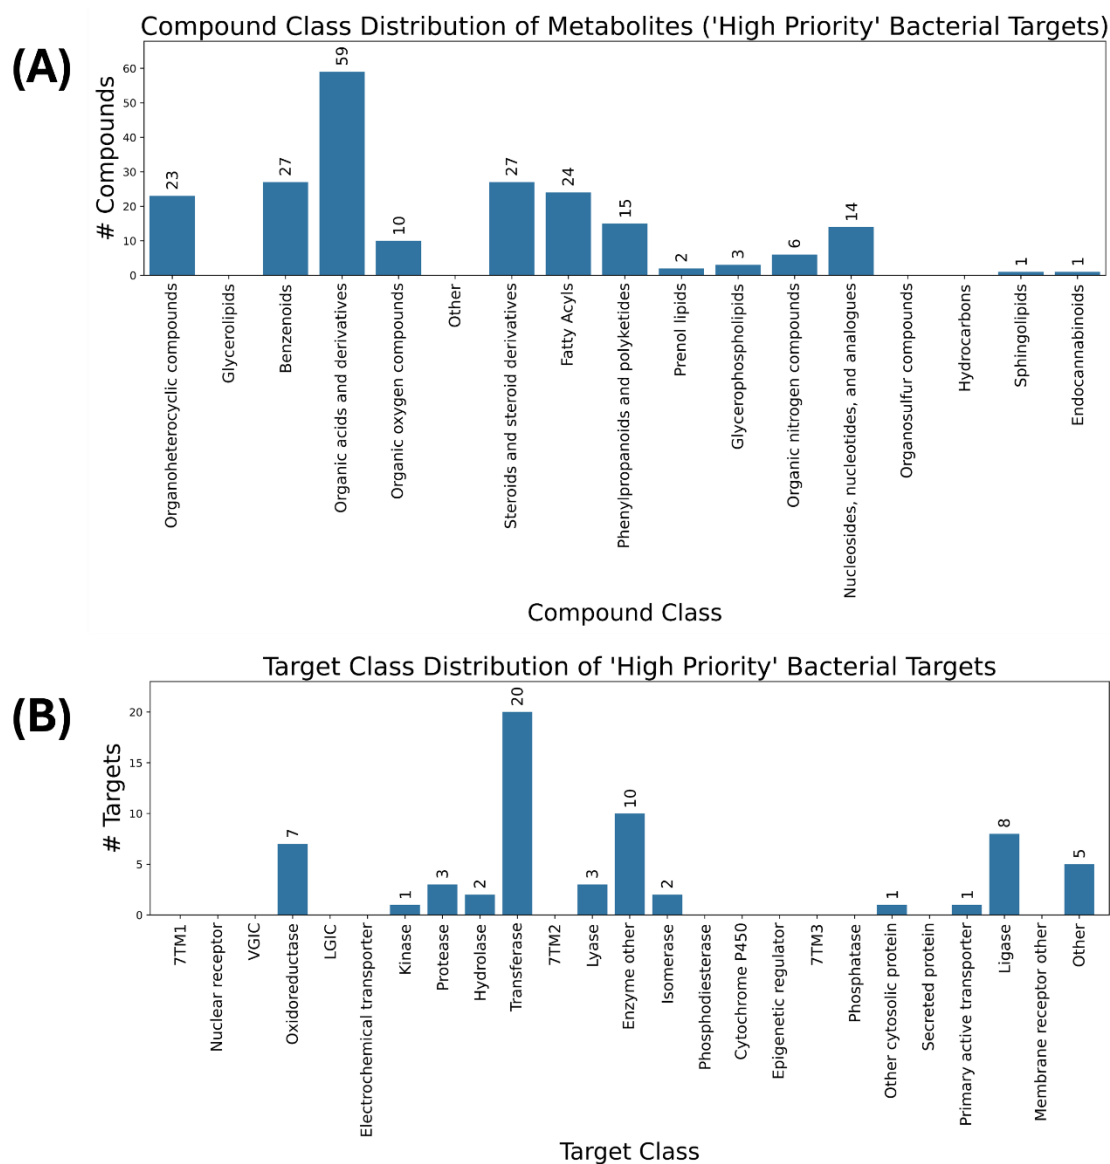 (A)
Compound Class Distribution of Metabolites ('High Priority' Bacterial Targets)
# Compounds
60
50
40
30
20
10
0
23
27
59
10
27
24
15
2
3
6
14
1
1
Organoheterocyclic compounds
Glycerolipids
Benzenoids
Organic acids and derivatives
Organic oxygen compounds
Other
Steroids and steroid derivatives
Fatty Acyls
Phenylpropanoids and polyketides
Prenol lipids
Glycerophospholipids
Organic nitrogen compounds
Nucleosides, nucleotides, and analogues
Organosulfur compounds
Hydrocarbons
Sphingolipids
Endocannabinoids
Compound Class
(B)
Target Class Distribution of 'High Priority' Bacterial Targets
# Targets
20
15
10
5
0
7
1
3
2
20
3
10
2
1
1
8
5
7TM1
Nuclear receptor
VGIC
Oxidoreductase
LGIC
Electrochemical transporter
Kinase
Protease
Hydrolase
Transferase
7TM2
Lyase
Enzyme other
Isomerase
Phosphodiesterase
Cytochrome P450
Epigenetic regulator
7TM3
Phosphatase
Other cytosolic protein
Secreted protein
Primary active transporter
Ligase
Membrane receptor other
Other
Target Class